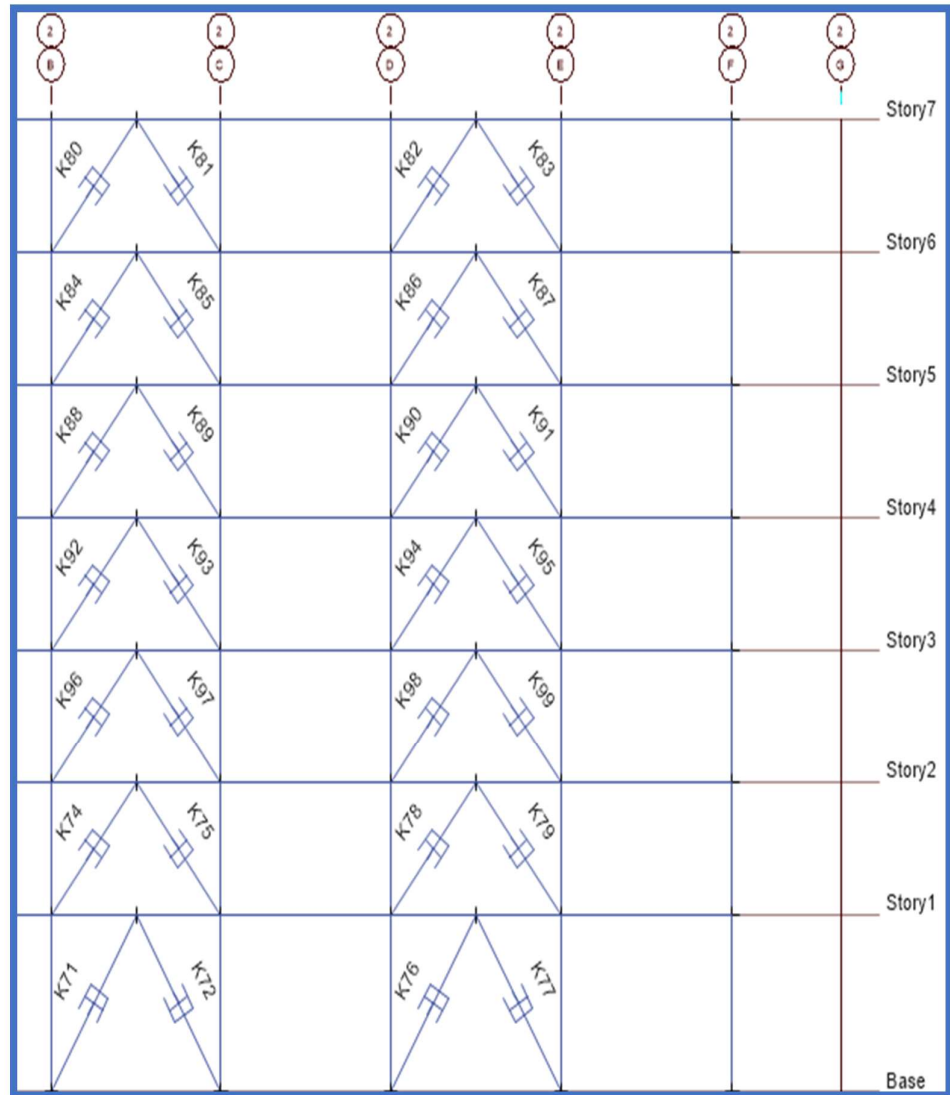 2 2 2 2 2 2
B C D E F G
Story7
K80 K81 K82 K83
Story6
K84 K85 K86 K87
Story5
K88 K89 K90 K91
Story4
K92 K93 K94 K95
Story3
K96 K97 K98 K99
Story2
K74 K75 K78 K79
Story1
K71 K72 K76 K77
Base